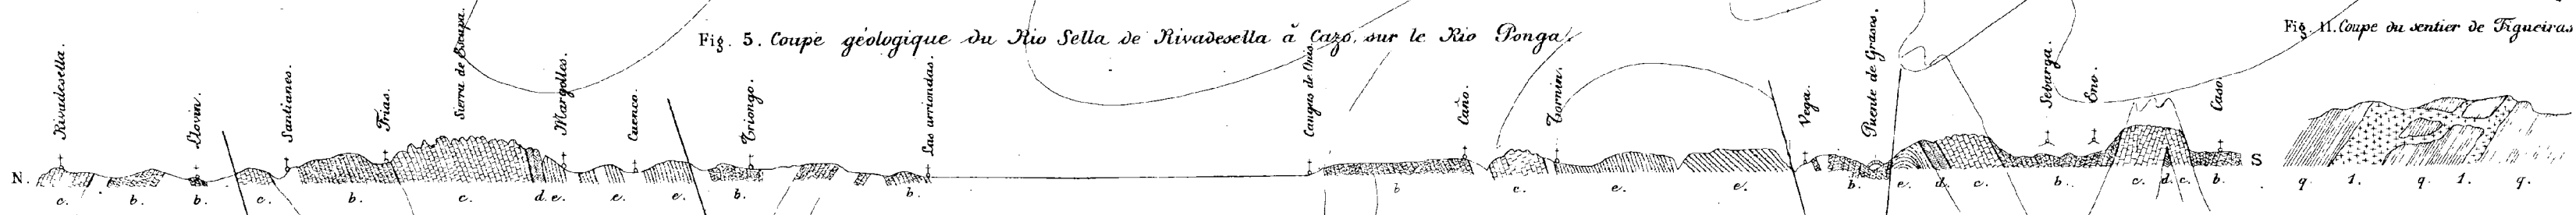 Fig. 5. Coupe géologique du Rio Sella de Rivadesella à Cazo, sur le Rio Ponga.
Fig. 11. Coupe du sentier de Figueiras
Rivadesella.
Llovin.
Santianes.
Frias.
Sierra de Escapa.
Margolles.
Cuenco.
Triongo.
Las arriondas.
Cangas de Onis.
Caño.
Tornin.
Vega.
Puente de Grasos.
Sebarga.
Eno.
Caso.
N.
S
c. b. b. c. b. c. d. e. e. e. b. b. b c. e. e. b. e. d. c. b. c. d. c. b.
q. 1. q. 1. q.